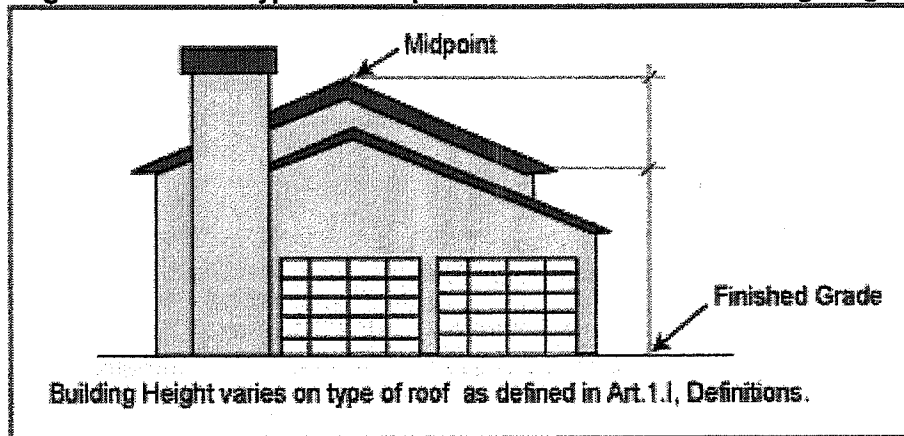 Midpoint
Finished Grade
Building Height varies on type of roof as defined in Art.1.I, Definitions.